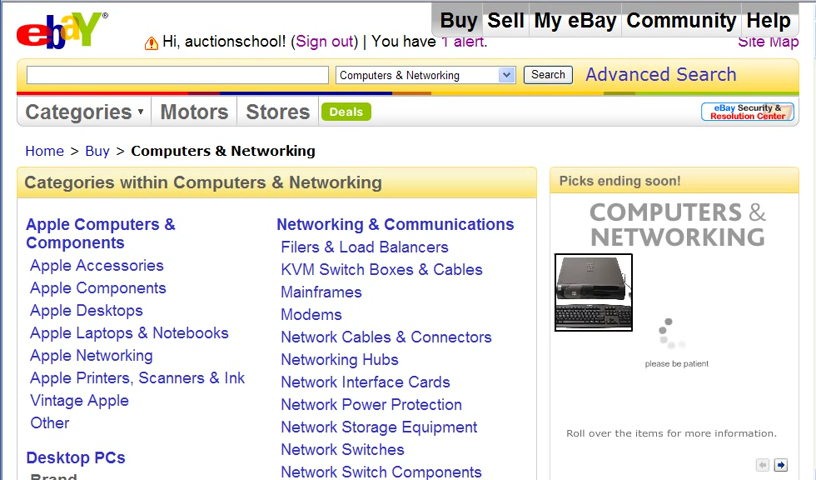 ebay®
Buy Sell My eBay Community Help
Hi, auctionschool! (Sign out) | You have 1 alert.
Site Map
Computers & Networking
Search
Advanced Search
Categories
Motors
Stores
Deals
eBay Security &
Resolution Center
Home > Buy > Computers & Networking
Categories within Computers & Networking
Apple Computers &
Components
Apple Accessories
Apple Components
Apple Desktops
Apple Laptops & Notebooks
Apple Networking
Apple Printers, Scanners & Ink
Vintage Apple
Other
Desktop PCs
Brand
Networking & Communications
Filers & Load Balancers
KVM Switch Boxes & Cables
Mainframes
Modems
Network Cables & Connectors
Networking Hubs
Network Interface Cards
Network Power Protection
Network Storage Equipment
Network Switches
Network Switch Components
Picks ending soon!
COMPUTERS &
NETWORKING
please be patient
Roll over the items for more information.